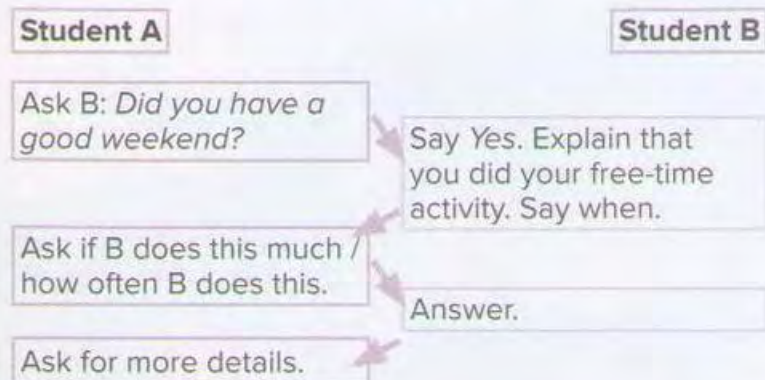 Student A
Student B
Ask B: Did you have a
good weekend?
Say Yes. Explain that
you did your free-time
activity. Say when.
Ask if B does this much /
how often B does this.
Answer.
Ask for more details.